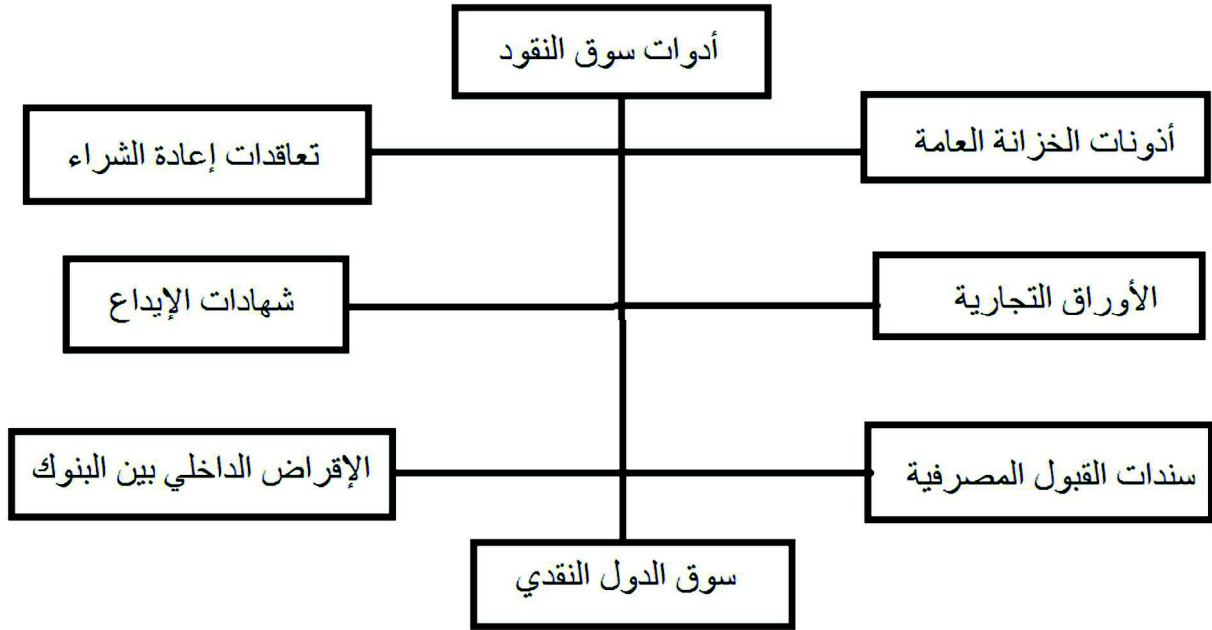 أدوات سوق النقود
أذونات الخزانة العامة
تعاقدات إعادة الشراء
الأوراق التجارية
شهادات الإيداع
سندات القبول المصرفية
الإقراض الداخلي بين البنوك
سوق الدول النقدي